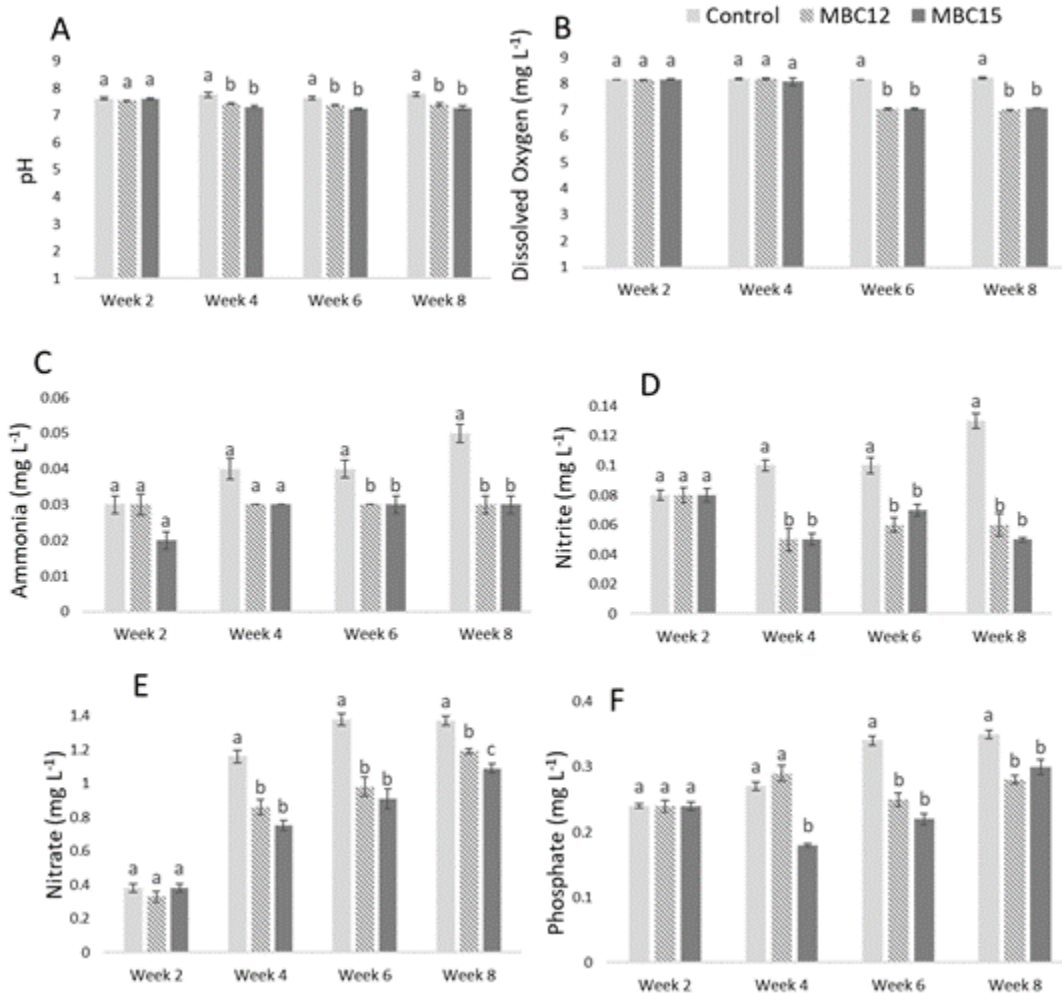 A
B
Control MBC12 MBC15
pH
9
8
7
6
5
4
3
2
1
a a a a b b a b b a b b
Week 2 Week 4 Week 6 Week 8
Dissolved Oxygen (mg L-1)
9
8
7
6
5
4
3
2
1
a a a a a a a b b a b b
Week 2 Week 4 Week 6 Week 8
C
Ammonia (mg L-1)
0.06
0.05
0.04
0.03
0.02
0.01
0
a a a a a a a b b a b b
Week 2 Week 4 Week 6 Week 8
D
Nitrite (mg L-1)
0.14
0.12
0.1
0.08
0.06
0.04
0.02
0
a a a a b b a b b a b b
Week 2 Week 4 Week 6 Week 8
E
Nitrate (mg L-1)
1.4
1.2
1
0.8
0.6
0.4
0.2
0
a a a a b b a b b a b c
Week 2 Week 4 Week 6 Week 8
F
Phosphate (mg L-1)
0.4
0.3
0.2
0.1
0
a a a a a b a b b a b b
Week 2 Week 4 Week 6 Week 8